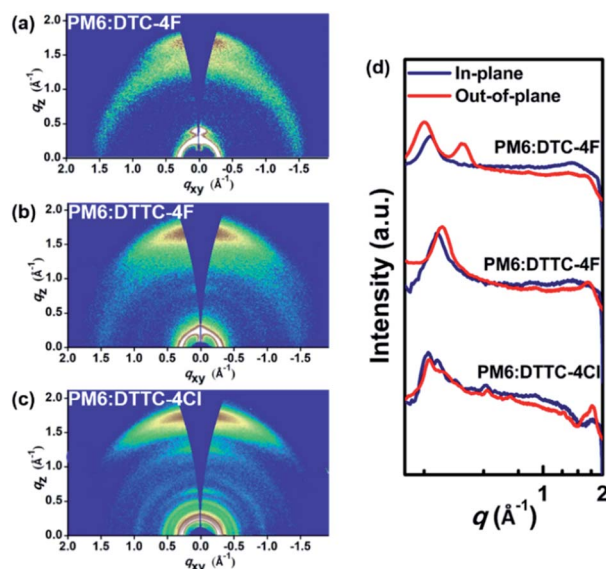 (a)
PM6:DTC-4F
2.0
1.5
1.0
0.5
0.0
qz (Å⁻¹)
2.0 1.5 1.0 0.5 0.0 -0.5 -1.0 -1.5
qxy (Å⁻¹)
(b)
PM6:DTTC-4F
2.0
1.5
1.0
0.5
0.0
qz (Å⁻¹)
2.0 1.5 1.0 0.5 0.0 -0.5 -1.0 -1.5
qxy (Å⁻¹)
(c)
PM6:DTTC-4Cl
2.0
1.5
1.0
0.5
0.0
qz (Å⁻¹)
2.0 1.5 1.0 0.5 0.0 -0.5 -1.0 -1.5
qxy (Å⁻¹)
(d)
In-plane
Out-of-plane
PM6:DTC-4F
PM6:DTTC-4F
PM6:DTTC-4Cl
Intensity (a.u.)
1 2
q (Å⁻¹)